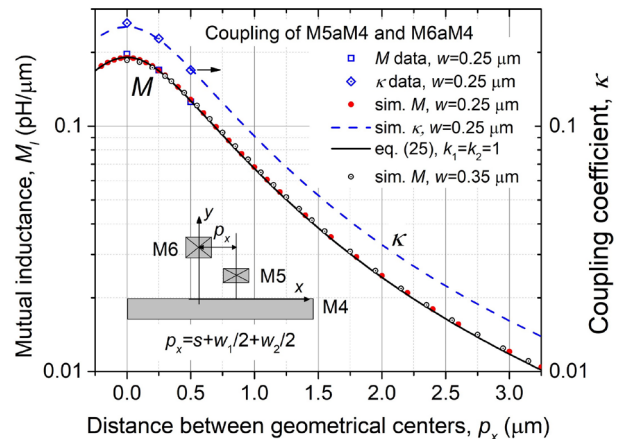 Coupling of M5aM4 and M6aM4
M data, w=0.25 μm
κ data, w=0.25 μm
sim. M, w=0.25 μm
sim. κ, w=0.25 μm
eq. (25), k₁=k₂=1
sim. M, w=0.35 μm
M
κ
y
pₓ
M6
M5
x
M4
pₓ=s+w₁/2+w₂/2
0.1
0.01
0.1
0.01
Mutual inductance, Mₗ (pH/μm)
Coupling coefficient, κ
0.0 0.5 1.0 1.5 2.0 2.5 3.0
Distance between geometrical centers, pₓ (μm)